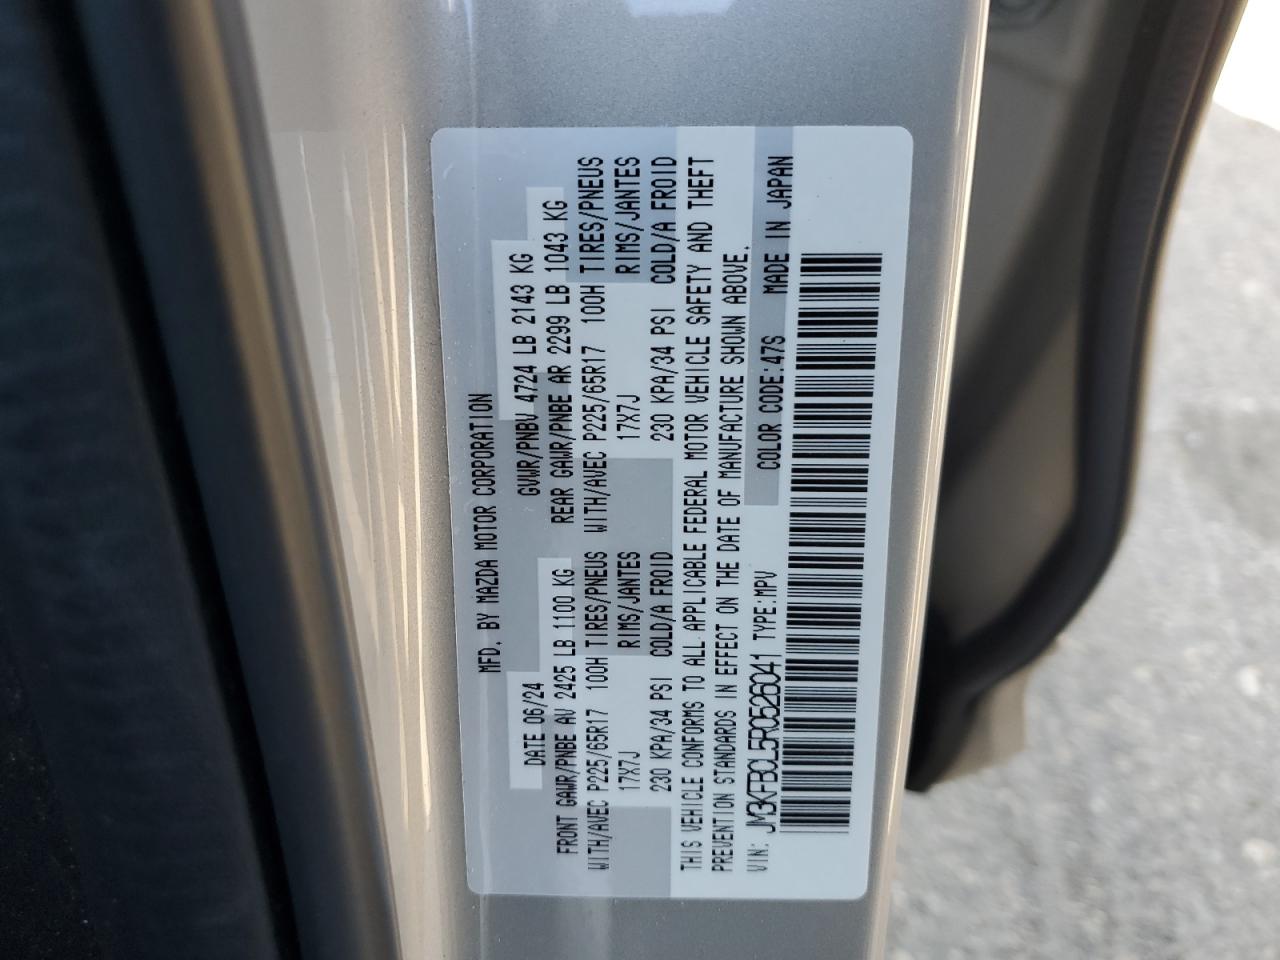 MFD. BY MAZDA MOTOR CORPORATION
DATE 06/24 GVWR/PNBV 4724 LB 2143 KG
FRONT GAWR/PNBE AV 2425 LB 1100 KG REAR GAWR/PNBE AR 2299 LB 1043 KG
WITH/AVEC P225/65R17 100H TIRES/PNEUS WITH/AVEC P225/65R17 100H TIRES/PNEUS
17X7J RIMS/JANTES 17X7J RIMS/JANTES
230 KPA/34 PSI COLD/A FROID 230 KPA/34 PSI COLD/A FROID
THIS VEHICLE CONFORMS TO ALL APPLICABLE FEDERAL MOTOR VEHICLE SAFETY AND THEFT
PREVENTION STANDARDS IN EFFECT ON THE DATE OF MANUFACTURE SHOWN ABOVE.
VIN: JM3KFBCL5R0526041 TYPE:MPV COLOR CODE:47S MADE IN JAPAN